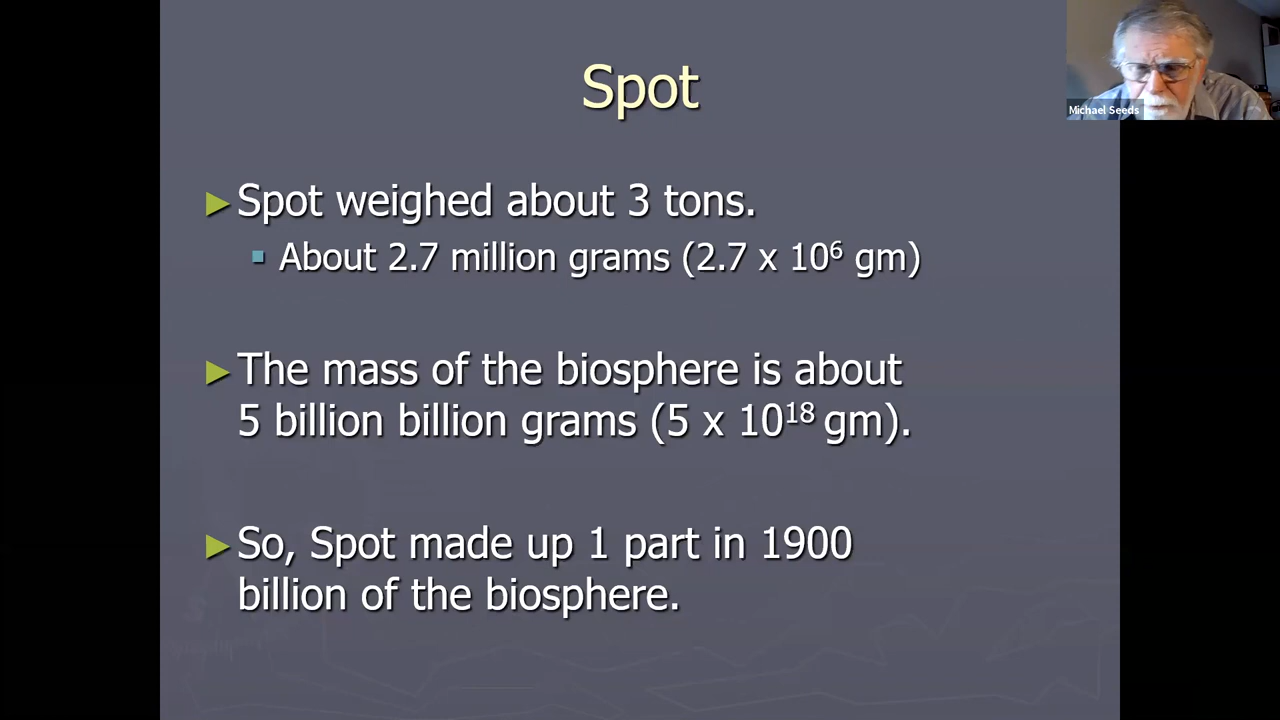 Spot
Michael Seeds
►Spot weighed about 3 tons.
▪ About 2.7 million grams (2.7 x 10⁶ gm)
►The mass of the biosphere is about
5 billion billion grams (5 x 10¹⁸ gm).
►So, Spot made up 1 part in 1900
billion of the biosphere.